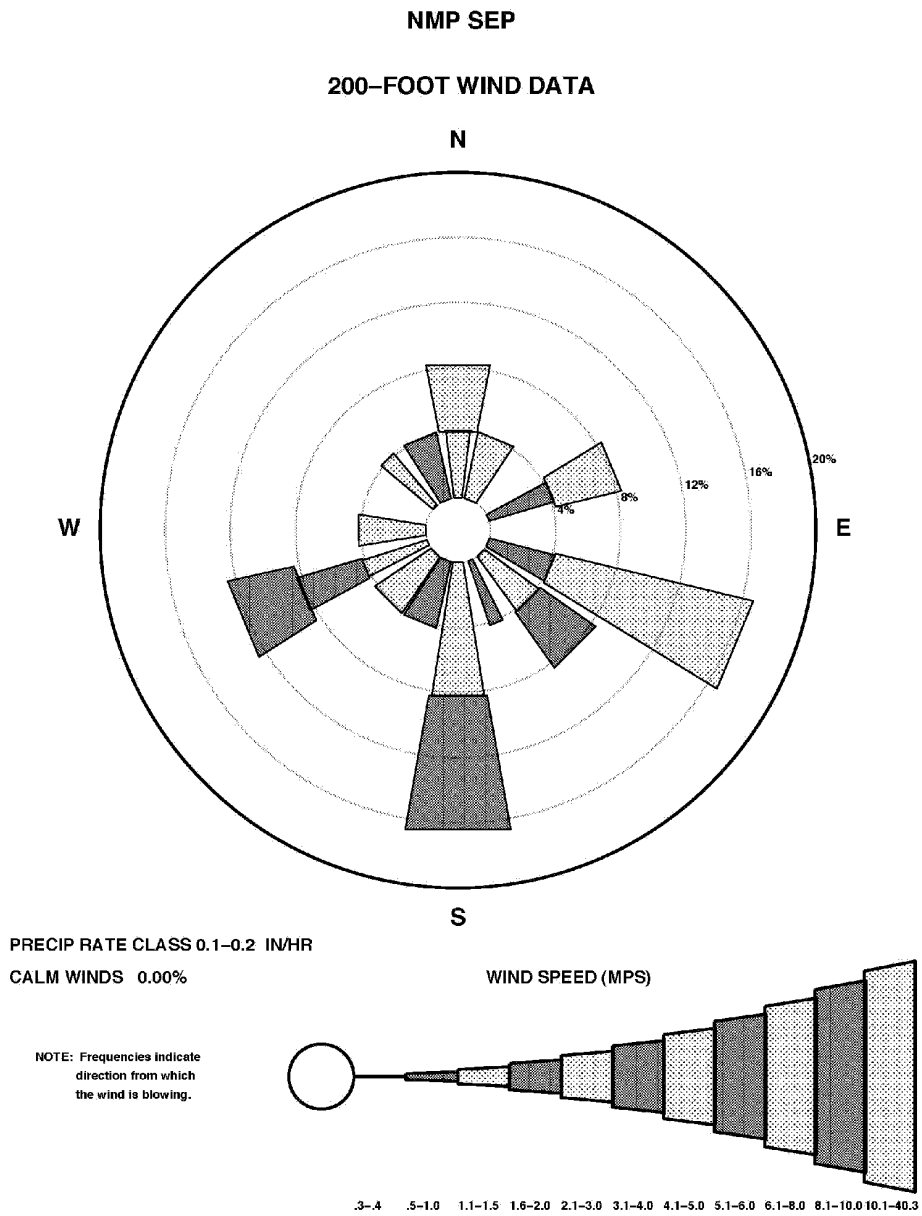 NMP SEP
200–FOOT WIND DATA
N
20%
16%
12%
8%
4%
W
E
S
PRECIP RATE CLASS 0.1–0.2 IN/HR
CALM WINDS 0.00%
WIND SPEED (MPS)
NOTE: Frequencies indicate
direction from which
the wind is blowing.
.3–.4 .5–1.0 1.1–1.5 1.6–2.0 2.1–3.0 3.1–4.0 4.1–5.0 5.1–6.0 6.1–8.0 8.1–10.0 10.1–40.3